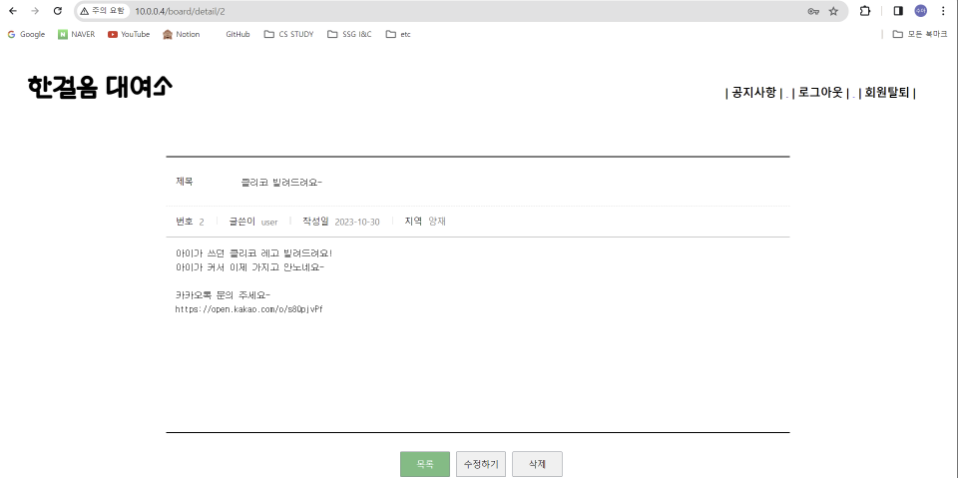 주의 요함 10.0.0.4/board/detail/2
Google NAVER YouTube Notion GitHub CS STUDY SSG I&C etc 모든 북마크
한걸음 대여소
| 공지사항 | . | 로그아웃 | . | 회원탈퇴 |
제목 클리코 빌려드려요~
번호 2 글쓴이 user 작성일 2023-10-30 지역 양재
아이가 쓰던 클리코 레고 빌려드려요!
아이가 커서 이제 가지고 안노네요~
카카오톡 문의 주세요~
https://open.kakao.com/o/s8QpjvPf
목록 수정하기 삭제